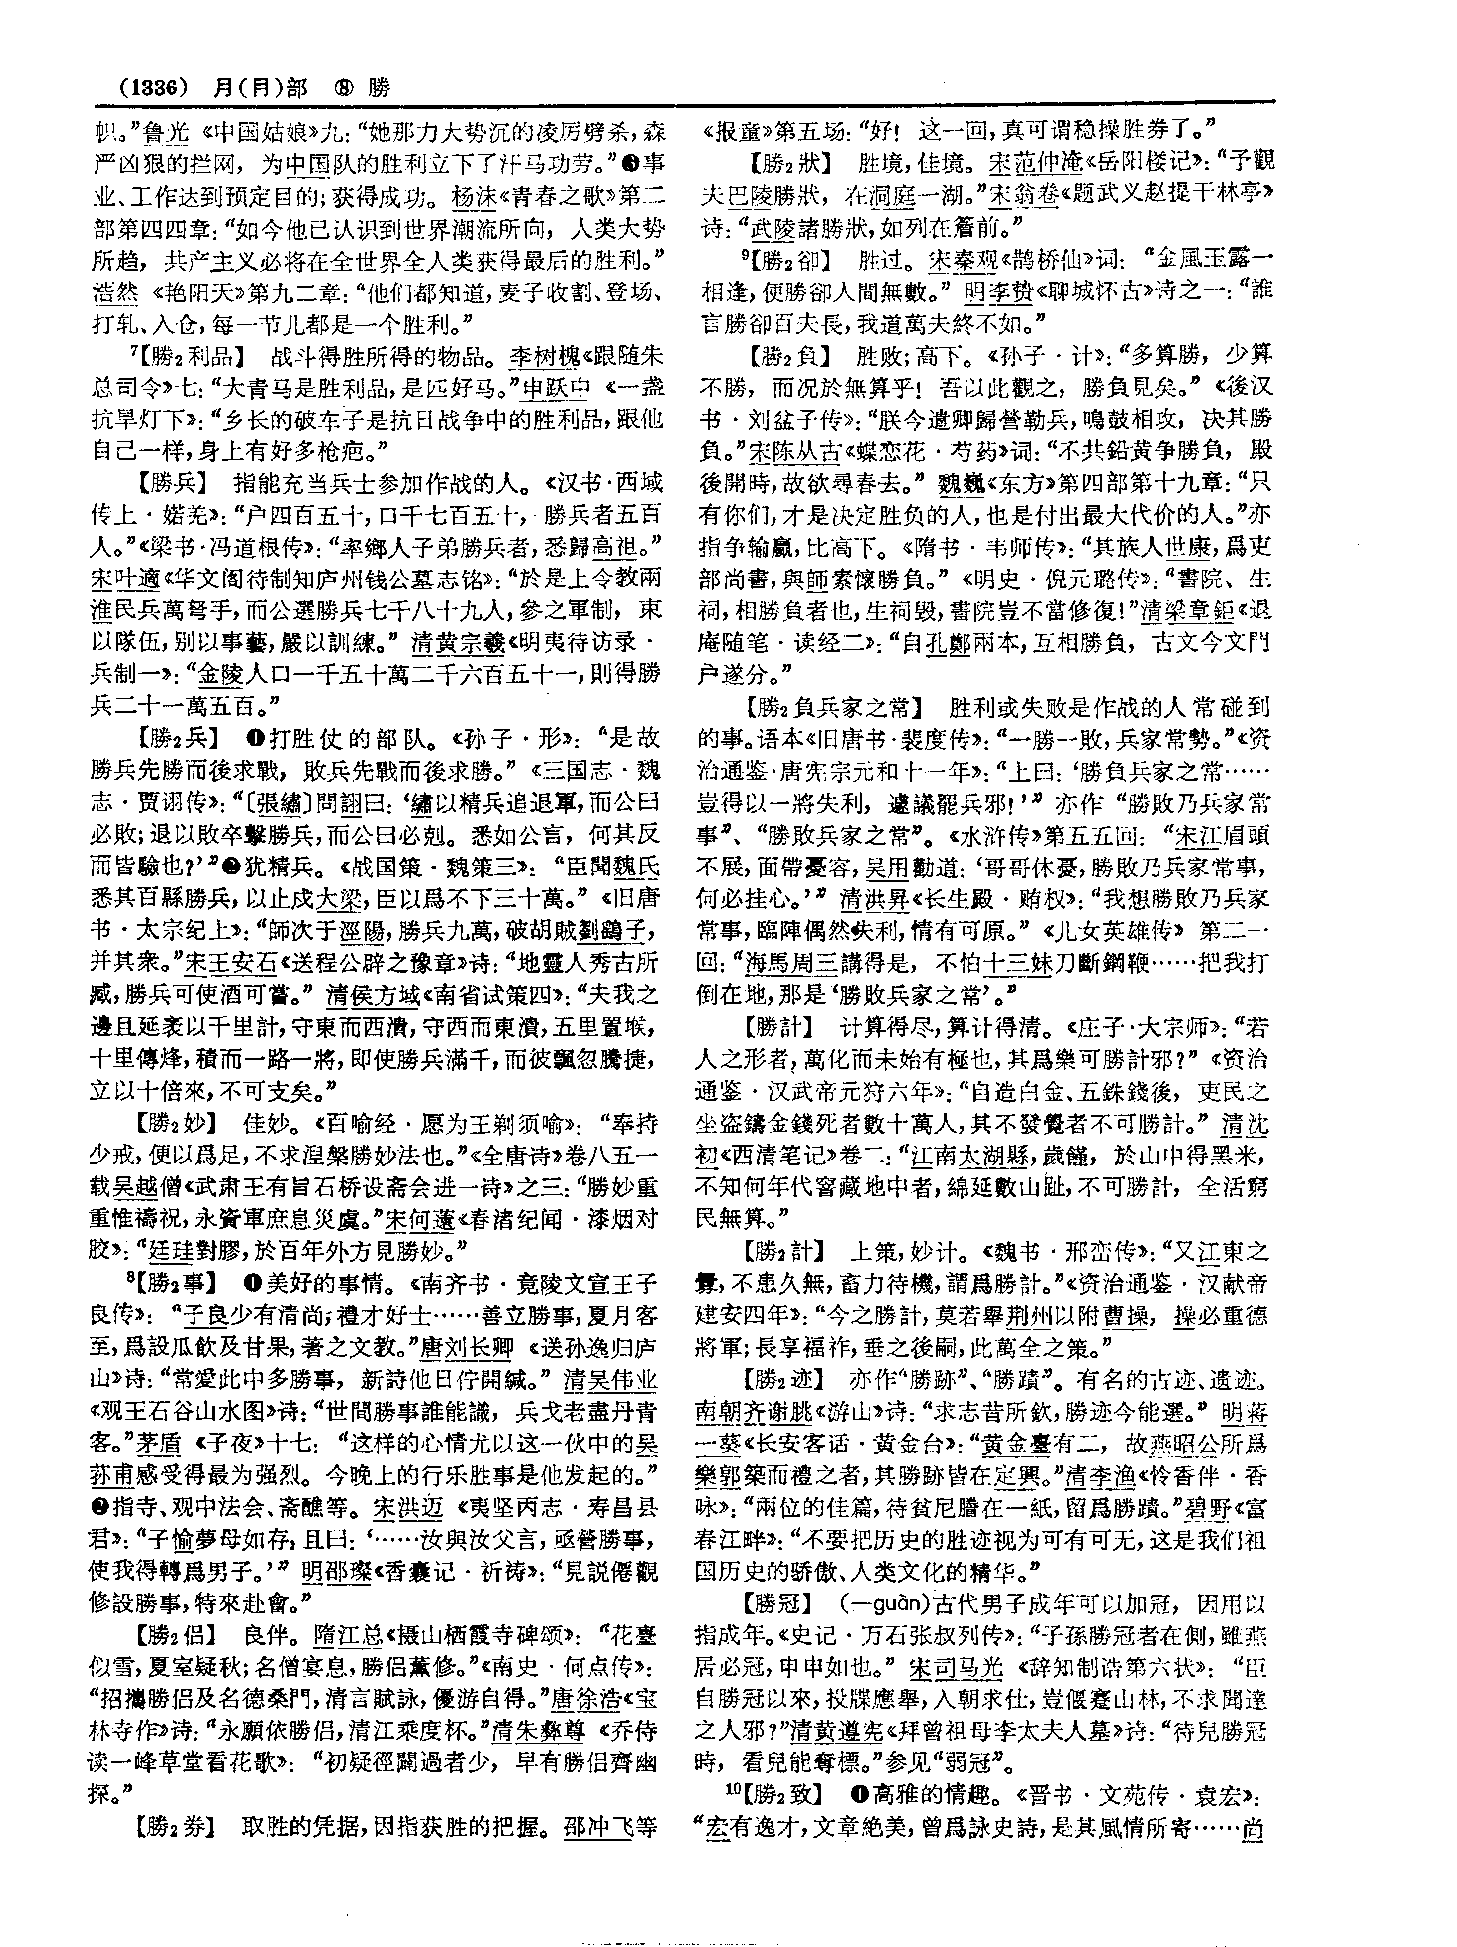 (1336) 月(⺝)部 ⑧ 勝
帜。”鲁光《中国姑娘》九：“她那力大势沉的凌厉劈杀，森
严凶狠的拦网，为中国队的胜利立下了汗马功劳。”❸事
业、工作达到预定目的；获得成功。杨沫《青春之歌》第二
部第四四章：“如今他已认识到世界潮流所向，人类大势
所趋，共产主义必将在全世界全人类获得最后的胜利。”
浩然《艳阳天》第九二章：“他们都知道，麦子收割、登场、
打轧、入仓，每一节儿都是一个胜利。”
⁷【勝₂利品】 战斗得胜所得的物品。李树槐《跟随朱
总司令》七：“大青马是胜利品，是匹好马。”申跃中《一盏
抗旱灯下》：“乡长的破车子是抗日战争中的胜利品，跟他
自己一样，身上有好多枪疤。”
【勝兵】 指能充当兵士参加作战的人。《汉书·西域
传上·婼羌》：“户四百五十，口千七百五十，勝兵者五百
人。”《梁书·冯道根传》：“率鄉人子弟勝兵者，悉歸高祖。”
宋叶適《华文阁待制知庐州钱公墓志铭》：“於是上令教兩
淮民兵萬弩手，而公選勝兵七千八十九人，參之軍制，束
以隊伍，别以事藝，嚴以訓練。”清黄宗羲《明夷待访录·
兵制一》：“金陵人口一千五十萬二千六百五十一，則得勝
兵二十一萬五百。”
【勝₂兵】 ❶打胜仗的部队。《孙子·形》：“是故
勝兵先勝而後求戰，敗兵先戰而後求勝。”《三国志·魏
志·贾诩传》：“〔張繡〕問詡曰：‘繡以精兵追退軍，而公曰
必敗；退以敗卒擊勝兵，而公曰必剋。悉如公言，何其反
而皆驗也？’”❷犹精兵。《战国策·魏策三》：“臣聞魏氏
悉其百縣勝兵，以止戍大梁，臣以爲不下三十萬。”《旧唐
书·太宗纪上》：“師次于涇陽，勝兵九萬，破胡賊劉鷂子，
并其衆。”宋王安石《送程公辟之豫章》诗：“地靈人秀古所
臧，勝兵可使酒可嘗。”清侯方域《南省试策四》：“夫我之
邊且延袤以千里計，守東而西潰，守西而東潰，五里置堠，
十里傳烽，積而一路一將，即使勝兵滿千，而彼飄忽騰捷，
立以十倍來，不可支矣。”
【勝₂妙】 佳妙。《百喻经·愿为王剃须喻》：“奉持
少戒，便以爲足，不求涅槃勝妙法也。”《全唐诗》卷八五一
载吴越僧《武肃王有旨石桥设斋会进一诗》之三：“勝妙重
重惟禱祝，永資軍庶息災虞。”宋何薳《春渚纪闻·漆烟对
胶》：“廷珪對膠，於百年外方見勝妙。”
⁸【勝₂事】 ❶美好的事情。《南齐书·竟陵文宣王子
良传》：“子良少有清尚；禮才好士……善立勝事，夏月客
至，爲設瓜飲及甘果，著之文教。”唐刘长卿《送孙逸归庐
山》诗：“常愛此中多勝事，新詩他日佇開緘。”清吴伟业
《观王石谷山水图》诗：“世間勝事誰能識，兵戈老盡丹青
客。”茅盾《子夜》十七：“这样的心情尤以这一伙中的吴
荪甫感受得最为强烈。今晚上的行乐胜事是他发起的。”
❷指寺、观中法会、斋醮等。宋洪迈《夷坚丙志·寿昌县
君》：“子愉夢母如存，且曰：‘……汝與汝父言，亟營勝事，
使我得轉爲男子。’”明邵璨《香囊记·祈祷》：“見説僊觀
修設勝事，特來赴會。”
【勝₂侣】 良伴。隋江总《摄山栖霞寺碑颂》：“花臺
似雪，夏室疑秋；名僧宴息，勝侣薰修。”《南史·何点传》：
“招攜勝侣及名德桑門，清言賦詠，優游自得。”唐徐浩《宝
林寺作》诗：“永願依勝侣，清江乘度杯。”清朱彝尊《乔侍
读一峰草堂看花歌》：“初疑徑闢過者少，早有勝侣齊幽
探。”
【勝₂券】 取胜的凭据，因指获胜的把握。邵冲飞等
《报童》第五场：“好！这一回，真可谓稳操胜券了。”
【勝₂狀】 胜境，佳境。宋范仲淹《岳阳楼记》：“予觀
夫巴陵勝狀，在洞庭一湖。”宋翁卷《题武义赵提干林亭》
诗：“武陵諸勝狀，如列在簷前。”
⁹【勝₂卻】 胜过。宋秦观《鹊桥仙》词：“金風玉露一
相逢，便勝卻人間無數。”明李贽《聊城怀古》诗之一：“誰
言勝卻百夫長，我道萬夫終不如。”
【勝₂負】 胜败；高下。《孙子·计》：“多算勝，少算
不勝，而况於無算乎！吾以此觀之，勝負見矣。”《後汉
书·刘盆子传》：“朕今遣卿歸營勒兵，鳴鼓相攻，决其勝
負。”宋陈从古《蝶恋花·芍药》词：“不共鉛黄争勝負，殿
後開時，故欲尋春去。”魏巍《东方》第四部第十九章：“只
有你们，才是决定胜负的人，也是付出最大代价的人。”亦
指争输赢，比高下。《隋书·韦师传》：“其族人世康，爲吏
部尚書，與師素懷勝負。”《明史·倪元璐传》：“書院、生
祠，相勝負者也，生祠毁，書院豈不當修復！”清梁章鉅《退
庵随笔·读经二》：“自孔鄭兩本，互相勝負，古文今文門
户遂分。”
【勝₂負兵家之常】 胜利或失败是作战的人常碰到
的事。语本《旧唐书·裴度传》：“一勝一敗，兵家常勢。”《资
治通鉴·唐宪宗元和十一年》：“上曰：‘勝負兵家之常……
豈得以一將失利，遽議罷兵邪！’”亦作“勝敗乃兵家常
事”、“勝敗兵家之常”。《水浒传》第五五回：“宋江眉頭
不展，面帶憂容，吴用勸道：‘哥哥休憂，勝敗乃兵家常事，
何必挂心。’”清洪昇《长生殿·贿权》：“我想勝敗乃兵家
常事，臨陣偶然失利，情有可原。”《儿女英雄传》第二一
回：“海馬周三講得是，不怕十三妹刀斷鋼鞭……把我打
倒在地，那是‘勝敗兵家之常’。”
【勝計】 计算得尽，算计得清。《庄子·大宗师》：“若
人之形者，萬化而未始有極也，其爲樂可勝計邪？”《资治
通鉴·汉武帝元狩六年》：“自造白金、五銖錢後，吏民之
坐盗鑄金錢死者數十萬人，其不發覺者不可勝計。”清沈
初《西清笔记》卷二：“江南太湖縣，歲饉，於山中得黑米，
不知何年代窖藏地中者，綿延數山趾，不可勝計，全活窮
民無算。”
【勝₂計】 上策，妙计。《魏书·邢峦传》：“又江東之
釁，不患久無，畜力待機，謂爲勝計。”《资治通鉴·汉献帝
建安四年》：“今之勝計，莫若舉荆州以附曹操，操必重德
將軍；長享福祚，垂之後嗣，此萬全之策。”
【勝₂迹】 亦作“勝跡”、“勝蹟”。有名的古迹、遗迹。
南朝齐谢朓《游山》诗：“求志昔所欽，勝迹今能選。”明蒋
一葵《长安客话·黄金台》：“黄金臺有二，故燕昭公所爲
樂郭築而禮之者，其勝跡皆在定興。”清李渔《怜香伴·香
咏》：“兩位的佳篇，待貧尼謄在一紙，留爲勝蹟。”碧野《富
春江畔》：“不要把历史的胜迹视为可有可无，这是我们祖
国历史的骄傲、人类文化的精华。”
【勝冠】 (—guàn)古代男子成年可以加冠，因用以
指成年。《史记·万石张叔列传》：“子孫勝冠者在側，雖燕
居必冠，申申如也。”宋司马光《辞知制诰第六状》：“臣
自勝冠以來，投牒應舉，入朝求仕，豈偃蹇山林，不求聞達
之人邪？”清黄遵宪《拜曾祖母李太夫人墓》诗：“待兒勝冠
時，看兒能奪標。”参见“弱冠”。
¹⁰【勝₂致】 ❶高雅的情趣。《晋书·文苑传·袁宏》：
“宏有逸才，文章絶美，曾爲詠史詩，是其風情所寄……尚